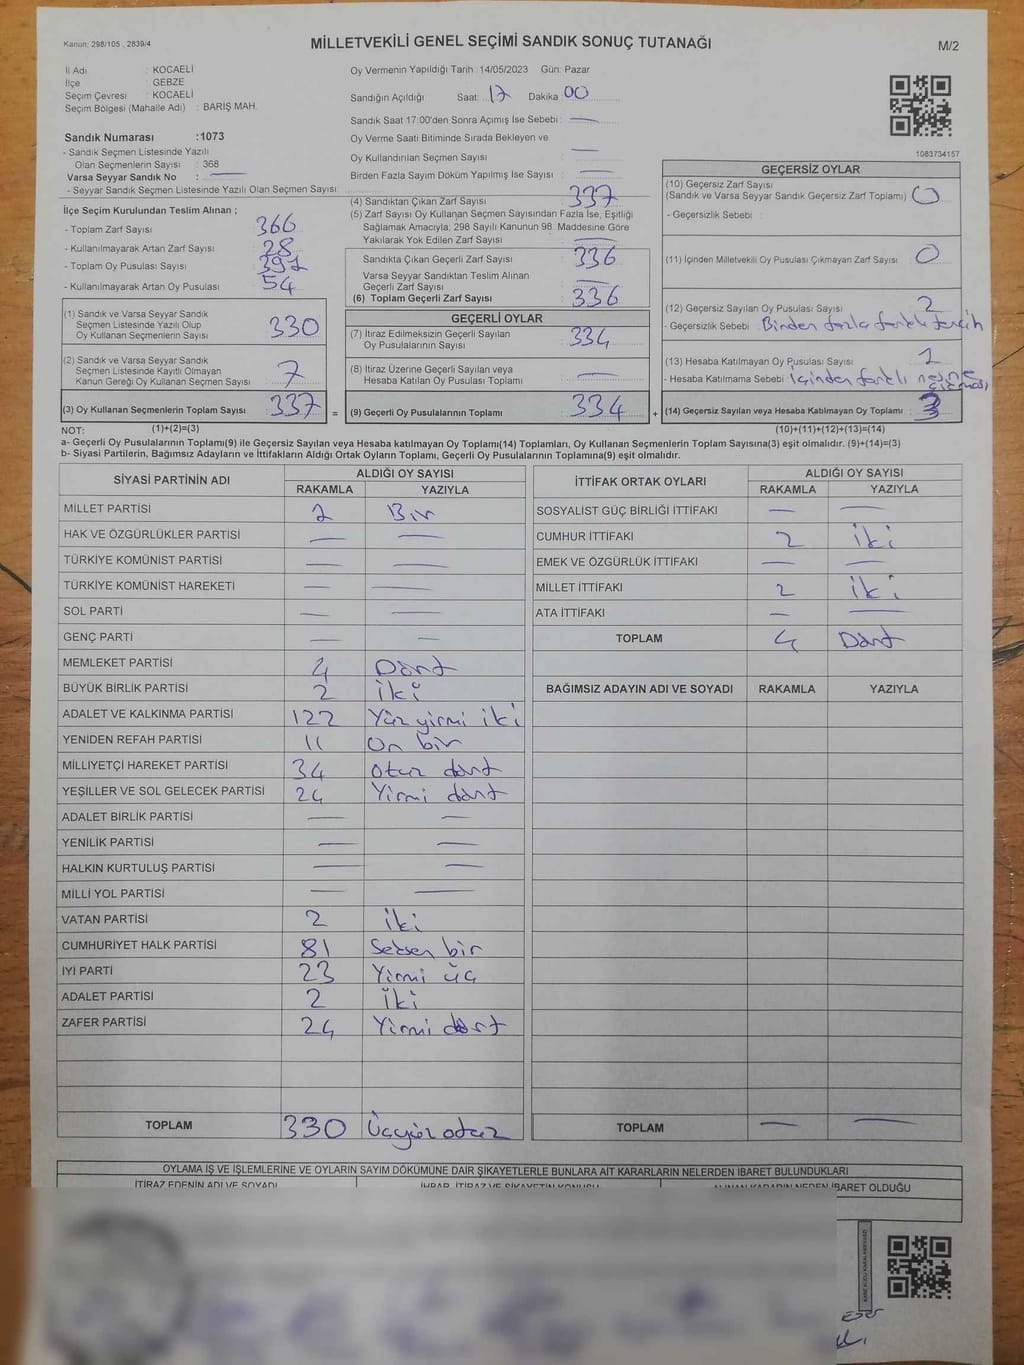 Kanun: 298/105 , 2839/4
MİLLETVEKİLİ GENEL SEÇİMİ SANDIK SONUÇ TUTANAĞI
M/2
İl Adı : KOCAELİ
İlçe : GEBZE
Seçim Çevresi : KOCAELİ
Seçim Bölgesi (Mahalle Adı) : BARIŞ MAH.
Sandık Numarası :1073
- Sandık Seçmen Listesinde Yazılı
Olan Seçmenlerin Sayısı : 368
Varsa Seyyar Sandık No : —
- Seyyar Sandık Seçmen Listesinde Yazılı Olan Seçmen Sayısı:
Oy Vermenin Yapıldığı Tarih :14/05/2023 Gün: Pazar
Sandığın Açıldığı Saat: 17 Dakika 00
Sandık Saat 17:00'den Sonra Açılmış İse Sebebi : —
Oy Verme Saati Bitiminde Sırada Bekleyen ve
Oy Kullandırılan Seçmen Sayısı —
Birden Fazla Sayım Döküm Yapılmış İse Sayısı : —
1083734157
İlçe Seçim Kurulundan Teslim Alınan ;
- Toplam Zarf Sayısı : 366
- Kullanılmayarak Artan Zarf Sayısı : 28
- Toplam Oy Pusulası Sayısı : 391
- Kullanılmayarak Artan Oy Pusulası : 54
(1) Sandık ve Varsa Seyyar Sandık
Seçmen Listesinde Yazılı Olup
Oy Kullanan Seçmenlerin Sayısı : 330
(2) Sandık ve Varsa Seyyar Sandık
Seçmen Listesinde Kayıtlı Olmayan
Kanun Gereği Oy Kullanan Seçmen Sayısı : 7
(3) Oy Kullanan Seçmenlerin Toplam Sayısı : 337
(4) Sandıktan Çıkan Zarf Sayısı : 337
(5) Zarf Sayısı Oy Kullanan Seçmen Sayısından Fazla İse, Eşitliği
Sağlamak Amacıyla; 298 Sayılı Kanunun 98. Maddesine Göre
Yakılarak Yok Edilen Zarf Sayısı : —
Sandıkta Çıkan Geçerli Zarf Sayısı : 336
Varsa Seyyar Sandıktan Teslim Alınan
Geçerli Zarf Sayısı : —
(6) Toplam Geçerli Zarf Sayısı : 336
GEÇERLİ OYLAR
(7) İtiraz Edilmeksizin Geçerli Sayılan
Oy Pusulalarının Sayısı : 334
(8) İtiraz Üzerine Geçerli Sayılan veya
Hesaba Katılan Oy Pusulası Toplamı : —
= (9) Geçerli Oy Pusulalarının Toplamı : 334 +
GEÇERSİZ OYLAR
(10) Geçersiz Zarf Sayısı
(Sandık ve Varsa Seyyar Sandık Geçersiz Zarf Toplamı) : 0
- Geçersizlik Sebebi :
(11) İçinden Milletvekili Oy Pusulası Çıkmayan Zarf Sayısı : 0
(12) Geçersiz Sayılan Oy Pusulası Sayısı : 2
- Geçersizlik Sebebi : Birden fazla farklı tercih
(13) Hesaba Katılmayan Oy Pusulası Sayısı : 1
- Hesaba Katılmama Sebebi : içinden farklı nesne çıkması
(14) Geçersiz Sayılan veya Hesaba Katılmayan Oy Toplamı : 3
NOT: (1)+(2)=(3) (10)+(11)+(12)+(13)=(14)
a- Geçerli Oy Pusulalarının Toplamı(9) ile Geçersiz Sayılan veya Hesaba katılmayan Oy Toplamı(14) Toplamları, Oy Kullanan Seçmenlerin Toplam Sayısına(3) eşit olmalıdır. (9)+(14)=(3)
b- Siyasi Partilerin, Bağımsız Adayların ve İttifakların Aldığı Ortak Oyların Toplamı, Geçerli Oy Pusulalarının Toplamına(9) eşit olmalıdır.
SİYASİ PARTİNİN ADI ALDIĞI OY SAYISI
RAKAMLA YAZIYLA
MİLLET PARTİSİ 1 Bir
HAK VE ÖZGÜRLÜKLER PARTİSİ — —
TÜRKİYE KOMÜNİST PARTİSİ — —
TÜRKİYE KOMÜNİST HAREKETİ — —
SOL PARTİ — —
GENÇ PARTİ — —
MEMLEKET PARTİSİ 4 Dört
BÜYÜK BİRLİK PARTİSİ 2 İki
ADALET VE KALKINMA PARTİSİ 122 Yüz yirmi iki
YENİDEN REFAH PARTİSİ 11 On bir
MİLLİYETÇİ HAREKET PARTİSİ 34 Otuz dört
YEŞİLLER VE SOL GELECEK PARTİSİ 24 Yirmi dört
ADALET BİRLİK PARTİSİ — —
YENİLİK PARTİSİ — —
HALKIN KURTULUŞ PARTİSİ — —
MİLLİ YOL PARTİSİ — —
VATAN PARTİSİ 2 İki
CUMHURİYET HALK PARTİSİ 81 Seksen bir
İYİ PARTİ 23 Yirmi üç
ADALET PARTİSİ 2 İki
ZAFER PARTİSİ 24 Yirmi dört
TOPLAM 330 Üçyüz otuz
İTTİFAK ORTAK OYLARI ALDIĞI OY SAYISI
RAKAMLA YAZIYLA
SOSYALİST GÜÇ BİRLİĞİ İTTİFAKI — —
CUMHUR İTTİFAKI 2 iki
EMEK VE ÖZGÜRLÜK İTTİFAKI — —
MİLLET İTTİFAKI 2 iki
ATA İTTİFAKI — —
TOPLAM 4 Dört
BAĞIMSIZ ADAYIN ADI VE SOYADI RAKAMLA YAZIYLA
TOPLAM — —
OYLAMA İŞ VE İŞLEMLERİNE VE OYLARIN SAYIM DÖKÜMÜNE DAİR ŞİKAYETLERLE BUNLARA AİT KARARLARIN NELERDEN İBARET BULUNDUKLARI
İTİRAZ EDENİN ADI VE SOYADI İHBAR, İTİRAZ VE ŞİKAYETİN KONUSU ALINAN KARARIN NEDEN İBARET OLDUĞU